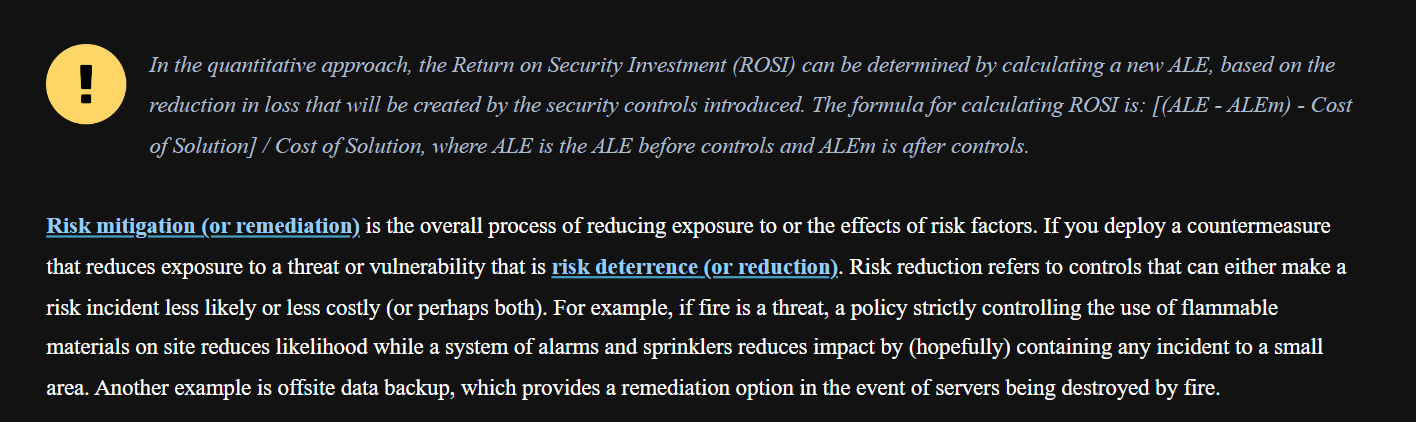 In the quantitative approach, the Return on Security Investment (ROSI) can be determined by calculating a new ALE, based on the
reduction in loss that will be created by the security controls introduced. The formula for calculating ROSI is: [(ALE - ALEm) - Cost
of Solution] / Cost of Solution, where ALE is the ALE before controls and ALEm is after controls.
Risk mitigation (or remediation) is the overall process of reducing exposure to or the effects of risk factors. If you deploy a countermeasure
that reduces exposure to a threat or vulnerability that is risk deterrence (or reduction). Risk reduction refers to controls that can either make a
risk incident less likely or less costly (or perhaps both). For example, if fire is a threat, a policy strictly controlling the use of flammable
materials on site reduces likelihood while a system of alarms and sprinklers reduces impact by (hopefully) containing any incident to a small
area. Another example is offsite data backup, which provides a remediation option in the event of servers being destroyed by fire.